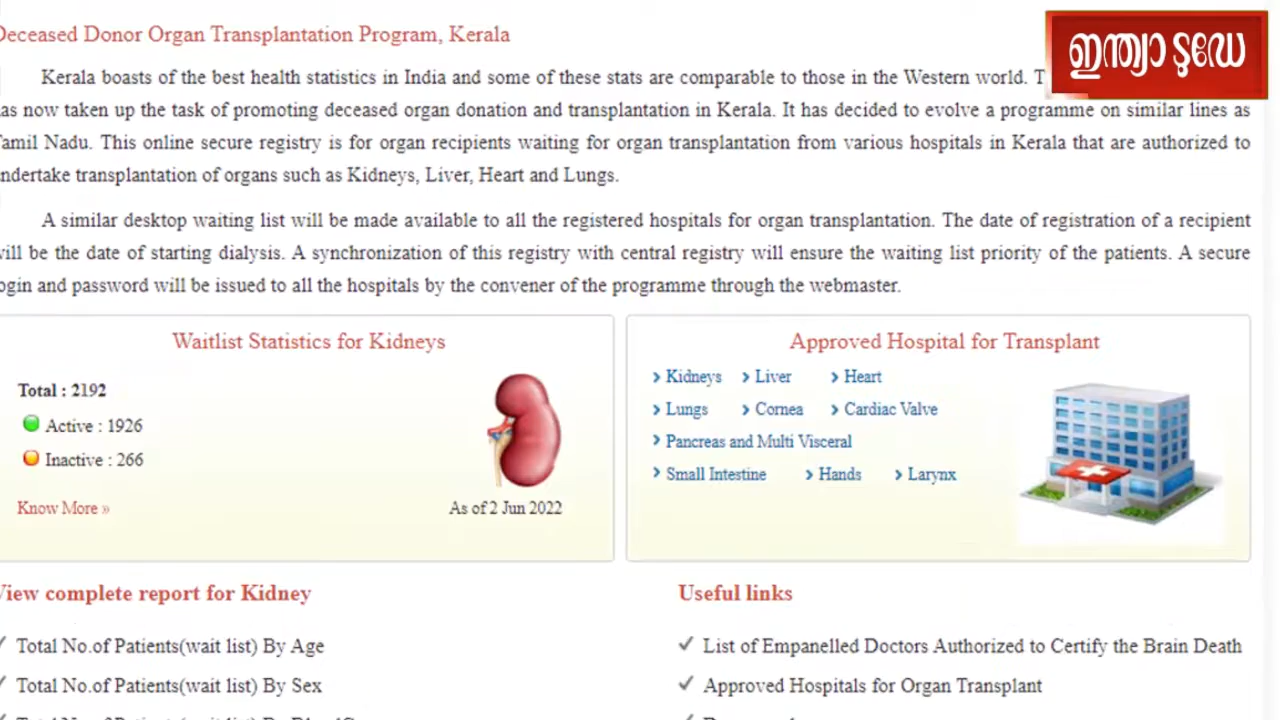 Deceased Donor Organ Transplantation Program, Kerala
ഇന്ത്യാ ടുഡേ
Kerala boasts of the best health statistics in India and some of these stats are comparable to those in the Western world.
as now taken up the task of promoting deceased organ donation and transplantation in Kerala. It has decided to evolve a programme on similar lines as
Tamil Nadu. This online secure registry is for organ recipients waiting for organ transplantation from various hospitals in Kerala that are authorized to
ndertake transplantation of organs such as Kidneys, Liver, Heart and Lungs.
A similar desktop waiting list will be made available to all the registered hospitals for organ transplantation. The date of registration of a recipient
will be the date of starting dialysis. A synchronization of this registry with central registry will ensure the waiting list priority of the patients. A secure
ogin and password will be issued to all the hospitals by the convener of the programme through the webmaster.
Waitlist Statistics for Kidneys
Total : 2192
Active : 1926
Inactive : 266
Know More »
As of 2 Jun 2022
Approved Hospital for Transplant
Kidneys Liver Heart
Lungs Cornea Cardiac Valve
Pancreas and Multi Visceral
Small Intestine Hands Larynx
View complete report for Kidney
Total No.of Patients(wait list) By Age
Total No.of Patients(wait list) By Sex
Useful links
List of Empanelled Doctors Authorized to Certify the Brain Death
Approved Hospitals for Organ Transplant